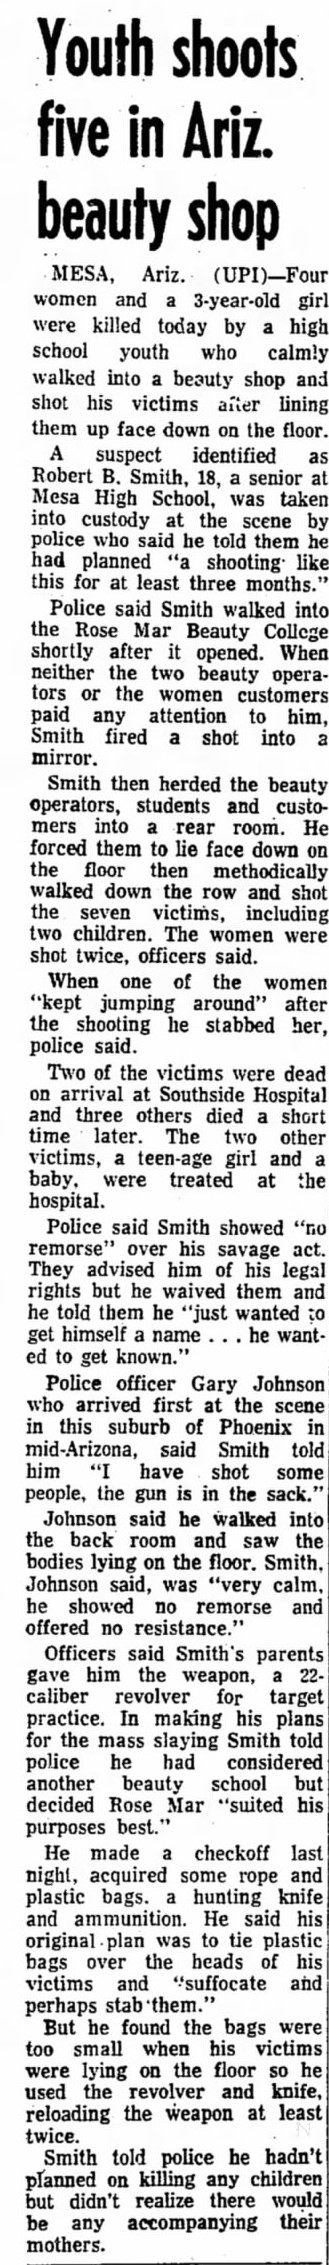 Youth shoots
five in Ariz.
beauty shop
MESA, Ariz. (UPI)—Four
women and a 3-year-old girl
were killed today by a high
school youth who calmly
walked into a beauty shop and
shot his victims after lining
them up face down on the floor.
A suspect identified as
Robert B. Smith, 18, a senior at
Mesa High School, was taken
into custody at the scene by
police who said he told them he
had planned "a shooting like
this for at least three months."
Police said Smith walked into
the Rose Mar Beauty College
shortly after it opened. When
neither the two beauty opera-
tors or the women customers
paid any attention to him,
Smith fired a shot into a
mirror.
Smith then herded the beauty
operators, students and custo-
mers into a rear room. He
forced them to lie face down on
the floor then methodically
walked down the row and shot
the seven victims, including
two children. The women were
shot twice, officers said.
When one of the women
"kept jumping around" after
the shooting he stabbed her,
police said.
Two of the victims were dead
on arrival at Southside Hospital
and three others died a short
time later. The two other
victims, a teen-age girl and a
baby, were treated at the
hospital.
Police said Smith showed "no
remorse" over his savage act.
They advised him of his legal
rights but he waived them and
he told them he "just wanted to
get himself a name . . . he want-
ed to get known."
Police officer Gary Johnson
who arrived first at the scene
in this suburb of Phoenix in
mid-Arizona, said Smith told
him "I have shot some
people, the gun is in the sack."
Johnson said he walked into
the back room and saw the
bodies lying on the floor. Smith,
Johnson said, was "very calm,
he showed no remorse and
offered no resistance."
Officers said Smith's parents
gave him the weapon, a 22-
caliber revolver for target
practice. In making his plans
for the mass slaying Smith told
police he had considered
another beauty school but
decided Rose Mar "suited his
purposes best."
He made a checkoff last
night, acquired some rope and
plastic bags. a hunting knife
and ammunition. He said his
original plan was to tie plastic
bags over the heads of his
victims and "suffocate and
perhaps stab them."
But he found the bags were
too small when his victims
were lying on the floor so he
used the revolver and knife,
reloading the weapon at least
twice.
Smith told police he hadn't
planned on killing any children
but didn't realize there would
be any accompanying their
mothers.